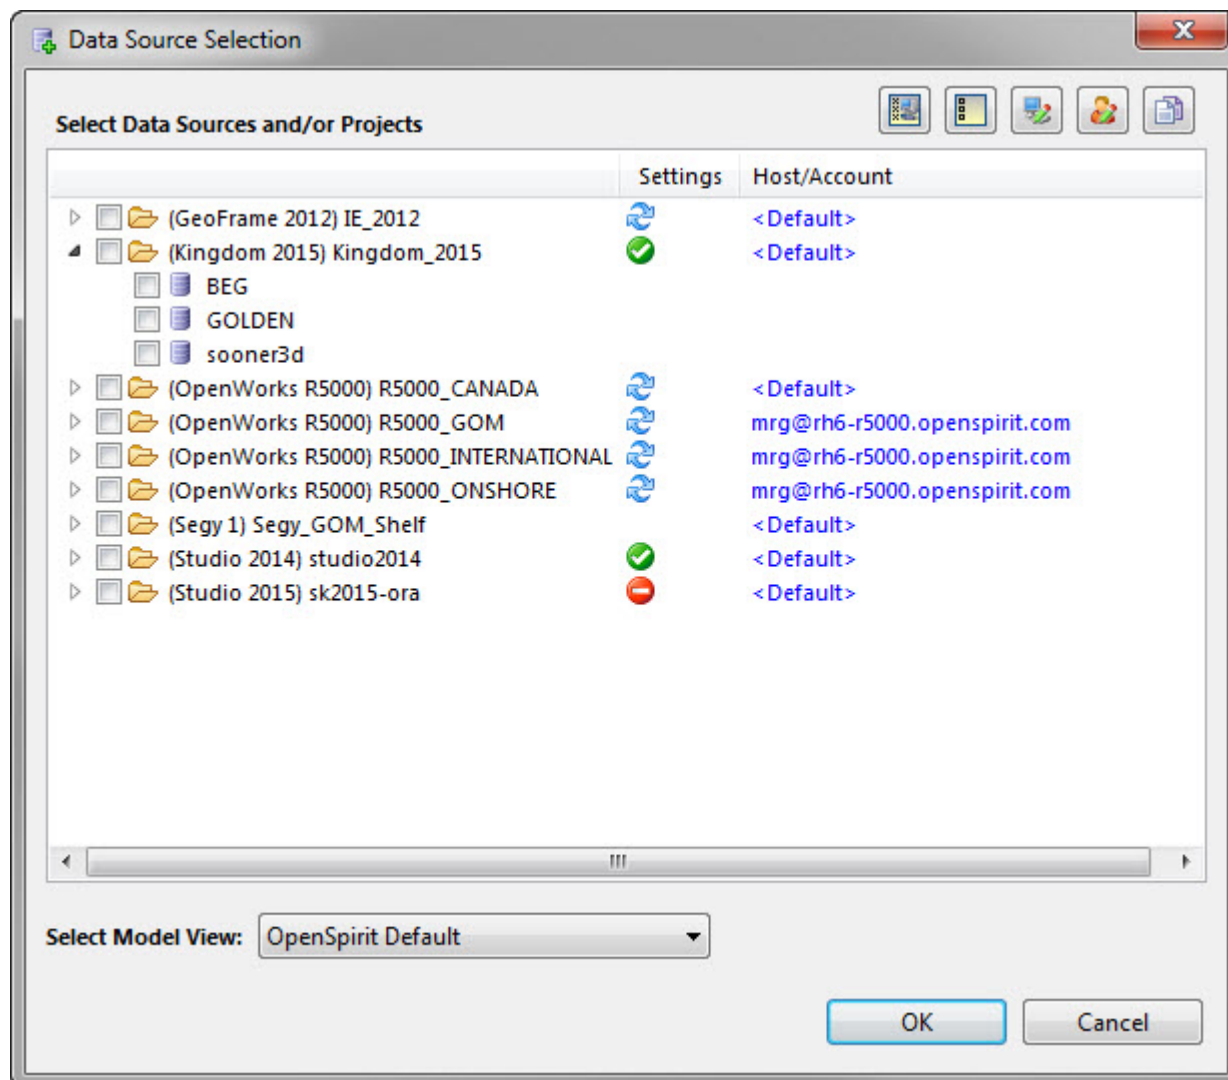 Data Source Selection
Select Data Sources and/or Projects
Settings Host/Account
(GeoFrame 2012) IE_2012 <Default>
(Kingdom 2015) Kingdom_2015 <Default>
BEG
GOLDEN
sooner3d
(OpenWorks R5000) R5000_CANADA <Default>
(OpenWorks R5000) R5000_GOM mrg@rh6-r5000.openspirit.com
(OpenWorks R5000) R5000_INTERNATIONAL mrg@rh6-r5000.openspirit.com
(OpenWorks R5000) R5000_ONSHORE mrg@rh6-r5000.openspirit.com
(Segy 1) Segy_GOM_Shelf <Default>
(Studio 2014) studio2014 <Default>
(Studio 2015) sk2015-ora <Default>
Select Model View: OpenSpirit Default
OK Cancel